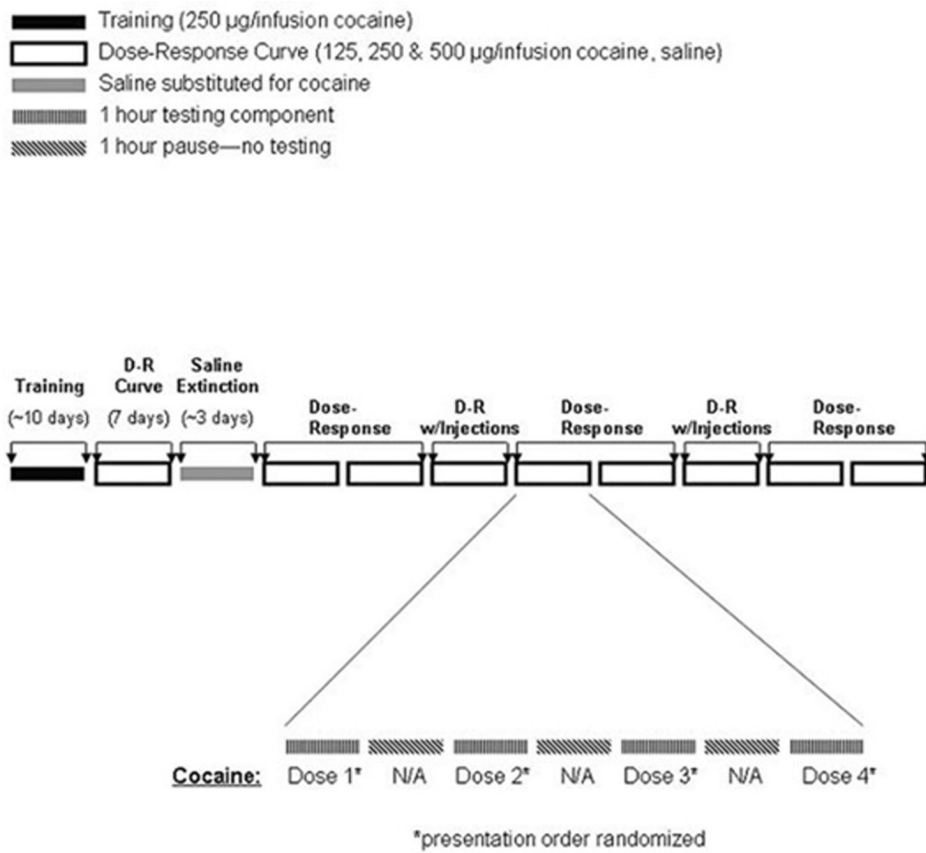 Training (250 µg/infusion cocaine)
Dose-Response Curve (125, 250 & 500 µg/infusion cocaine, saline)
Saline substituted for cocaine
1 hour testing component
1 hour pause—no testing
Training
(~10 days)
D-R
Curve
(7 days)
Saline
Extinction
(~3 days)
Dose-
Response
D-R
w/Injections
Dose-
Response
D-R
w/Injections
Dose-
Response
Cocaine: Dose 1* N/A Dose 2* N/A Dose 3* N/A Dose 4*
*presentation order randomized